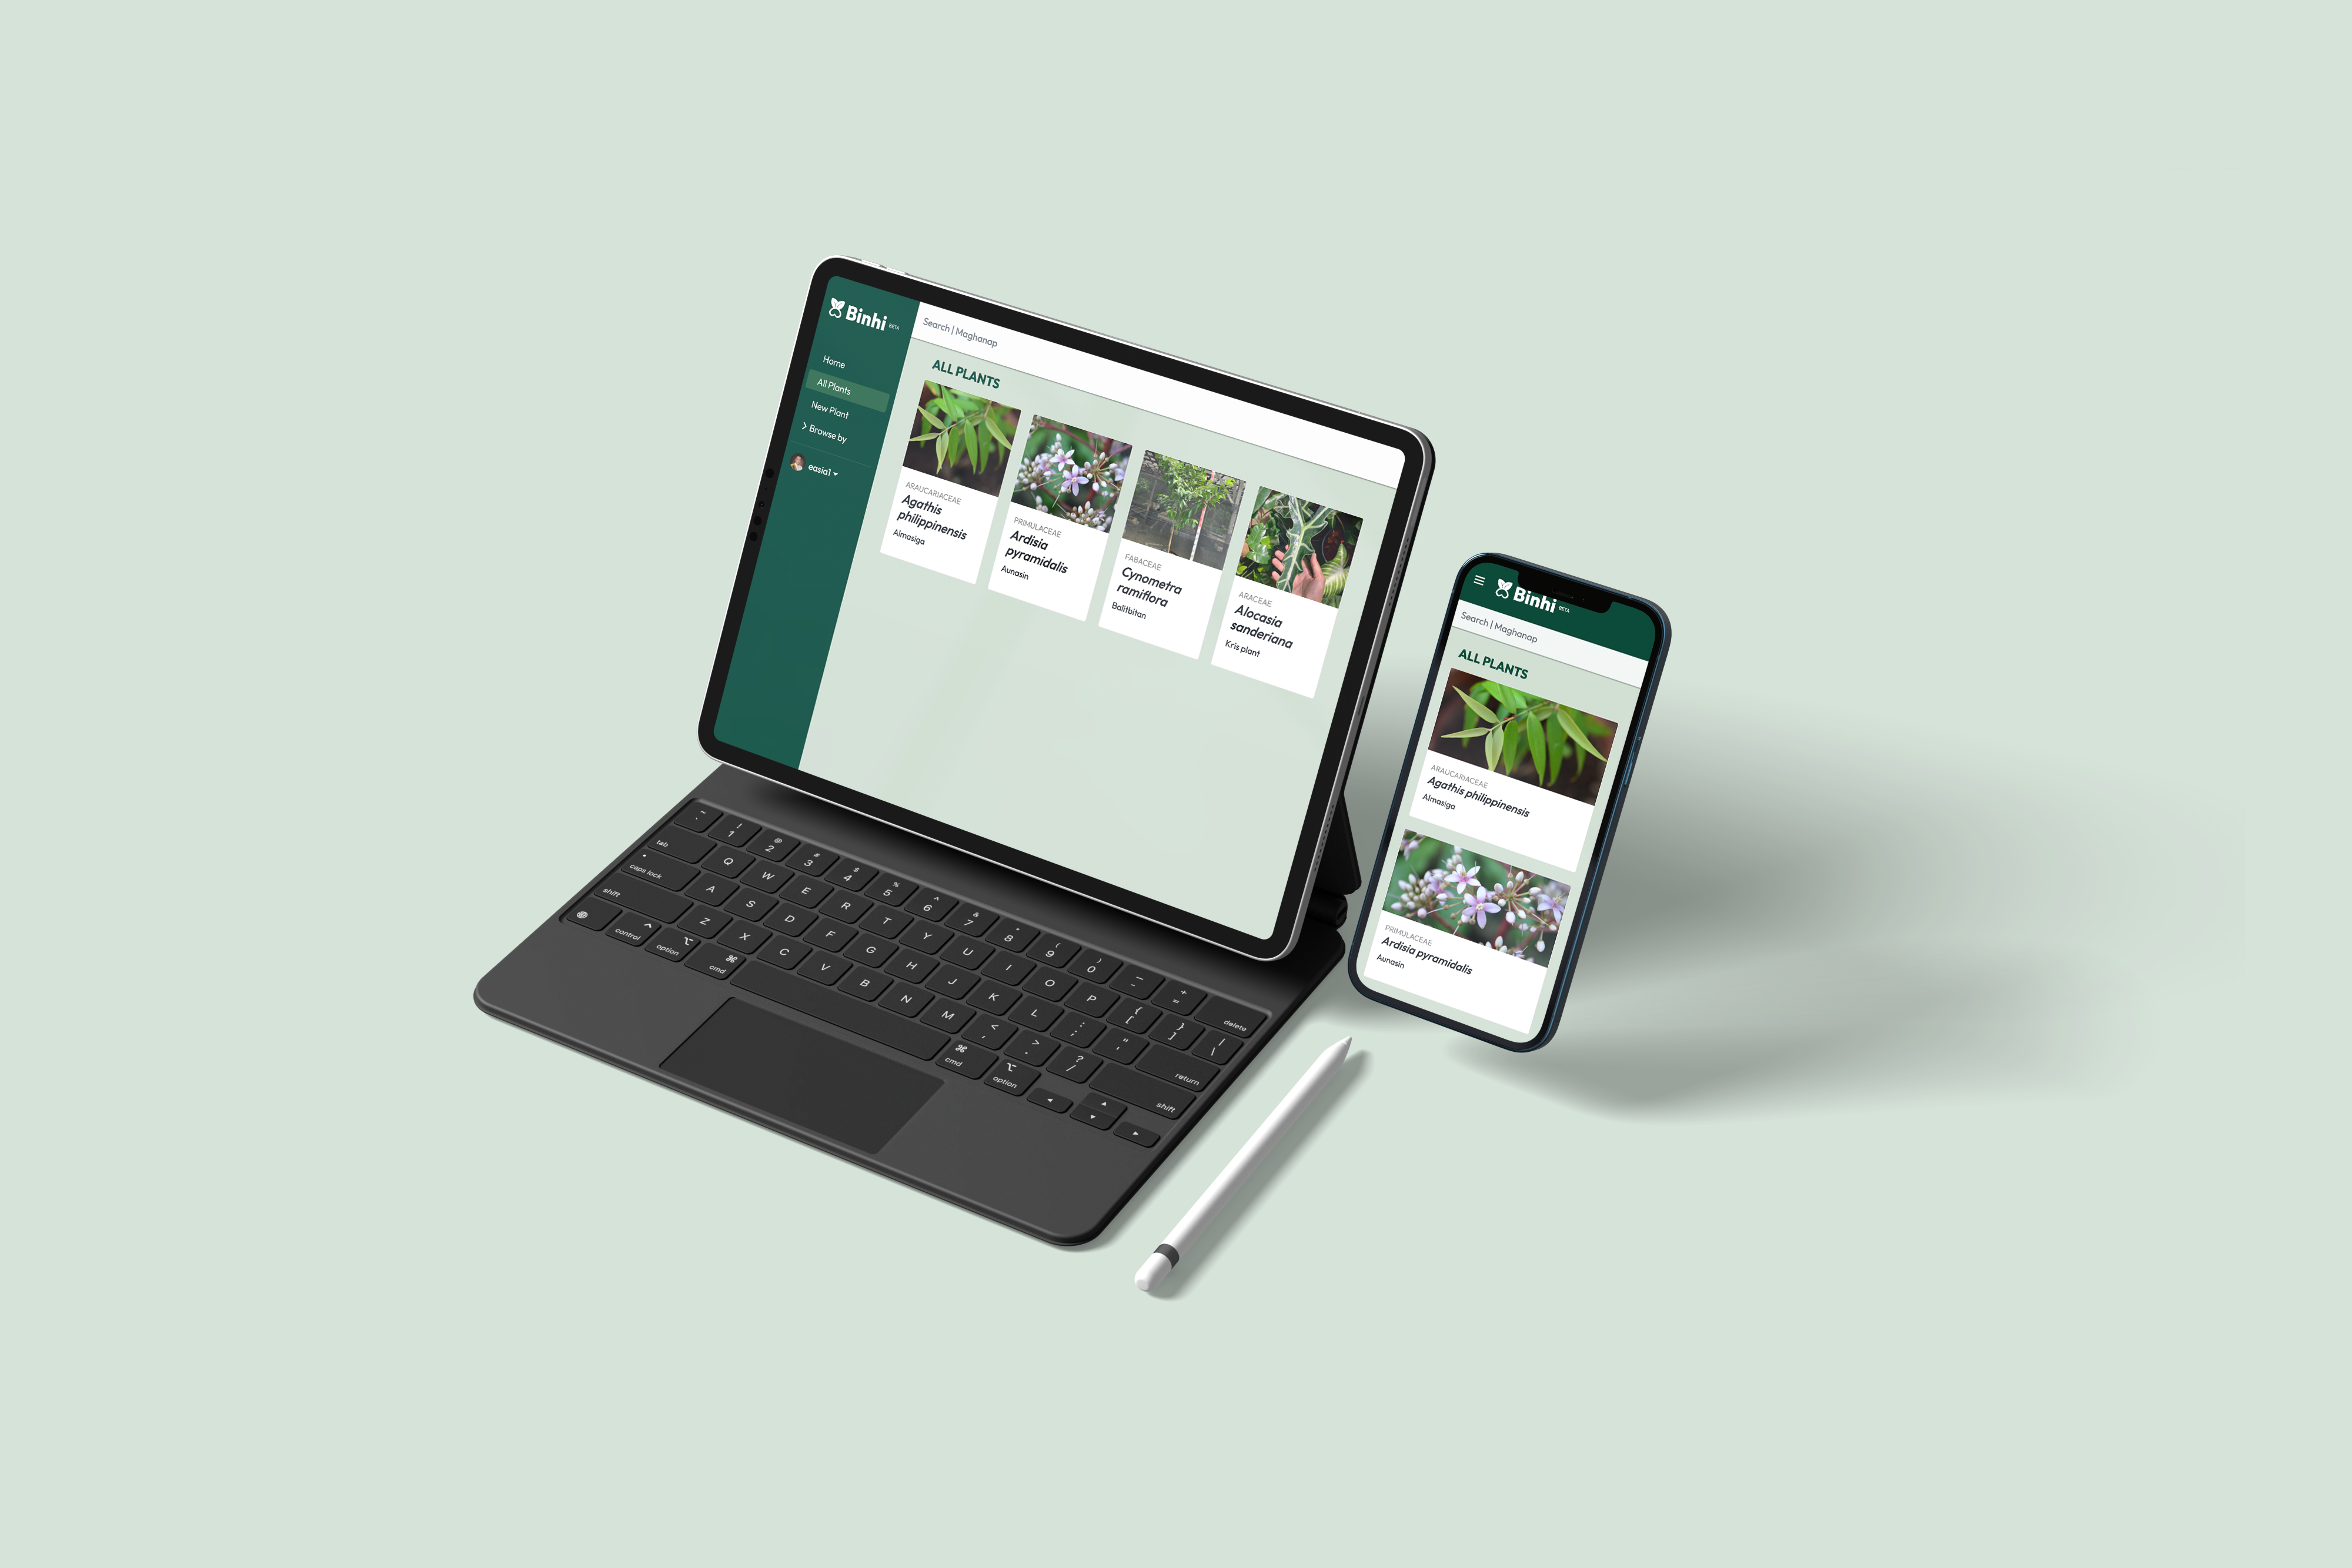 Binhi BETA
Search | Maghanap
Home
All Plants
New Plant
Browse by
easia1
ALL PLANTS
ARAUCARIACEAE
Agathis
philippinensis
Almasiga
PRIMULACEAE
Ardisia
pyramidalis
Aunasin
FABACEAE
Cynometra
ramiflora
Balitbitan
ARACEAE
Alocasia
sanderiana
Kris plant
Binhi BETA
Search | Maghanap
ALL PLANTS
ARAUCARIACEAE
Agathis philippinensis
Almasiga
PRIMULACEAE
Ardisia pyramidalis
Aunasin
! @ # $ % ^ & * ( ) _ +
1 2 3 4 5 6 7 8 9 0 - = delete
tab Q W E R T Y U I O P { [ } ] | \
caps lock A S D F G H J K L : ; " ' return
shift Z X C V B N M < , > . ? / shift
control option ⌘ cmd ⌘ cmd option